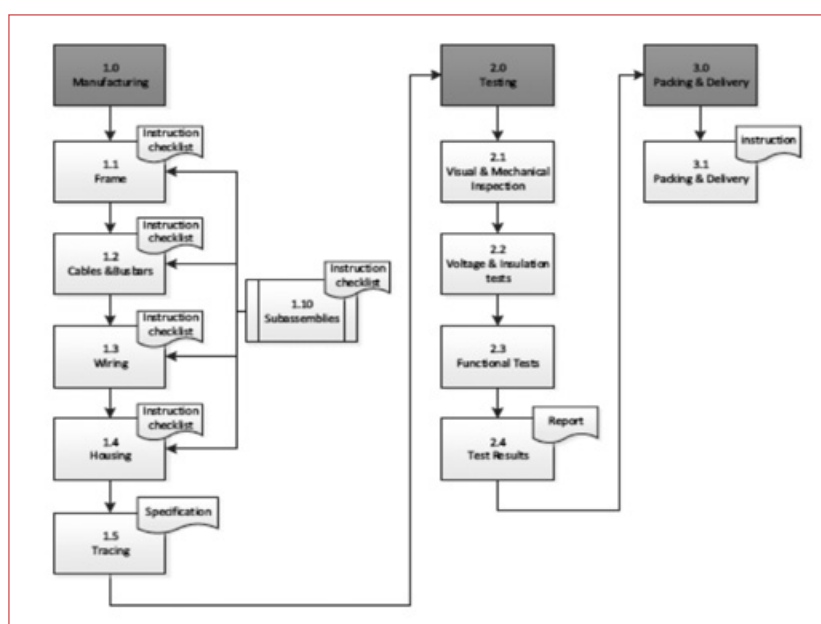 1.0
Manufacturing
Instruction
checklist
1.1
Frame
Instruction
checklist
1.2
Cables &Busbars
Instruction
checklist
1.3
Wiring
Instruction
checklist
1.4
Housing
Specification
1.5
Tracing
Instruction
checklist
1.10
Subassemblies
2.0
Testing
2.1
Visual & Mechanical
Inspection
2.2
Voltage & Insulation
tests
2.3
Functional Tests
Report
2.4
Test Results
3.0
Packing & Delivery
instruction
3.1
Packing & Delivery